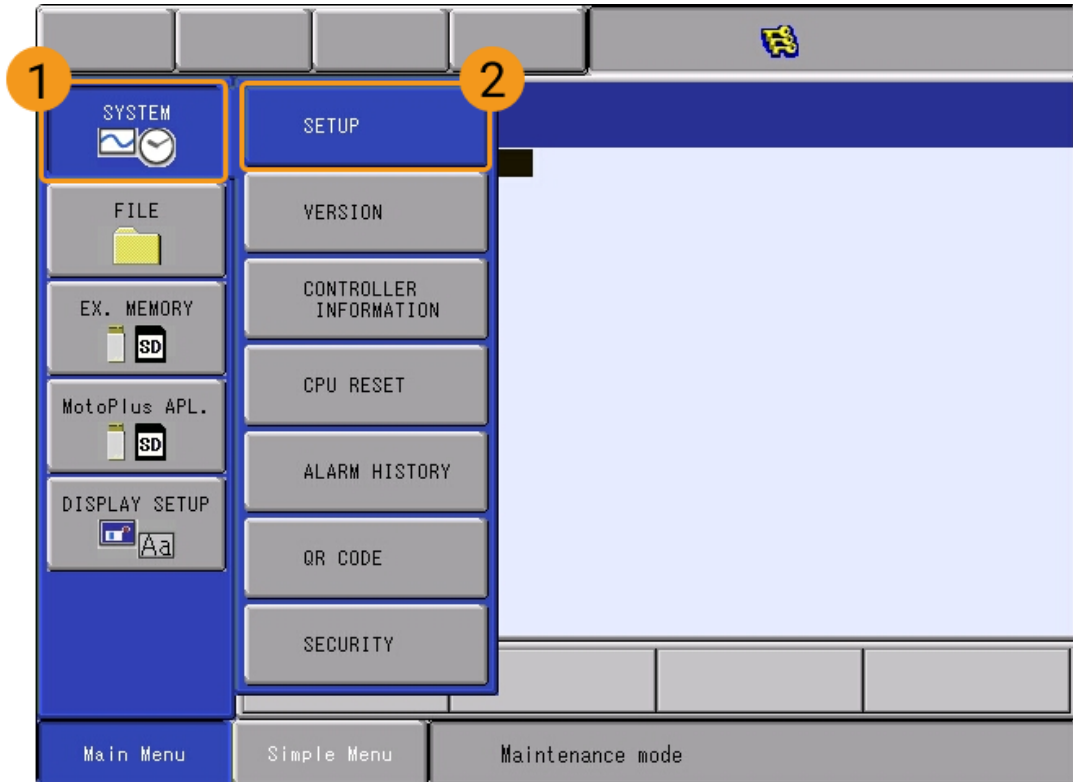 1
2
SYSTEM
SETUP
FILE
VERSION
EX. MEMORY
SD
CONTROLLER
INFORMATION
MotoPlus APL.
SD
CPU RESET
DISPLAY SETUP
Aa
ALARM HISTORY
QR CODE
SECURITY
Main Menu
Simple Menu
Maintenance mode